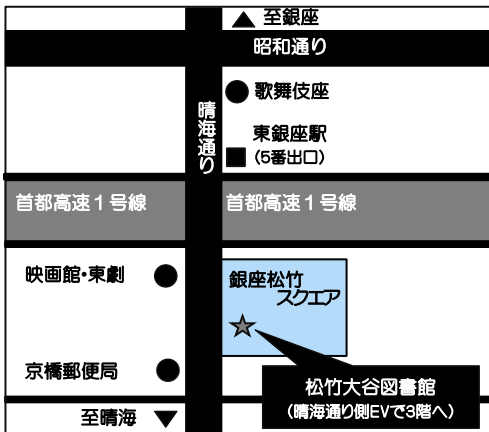 至銀座
昭和通り
歌舞伎座
晴海通り
東銀座駅
(5番出口)
首都高速1号線
首都高速1号線
映画館・東劇
銀座松竹
スクエア
京橋郵便局
松竹大谷図書館
(晴海通り側EVで3階へ)
至晴海